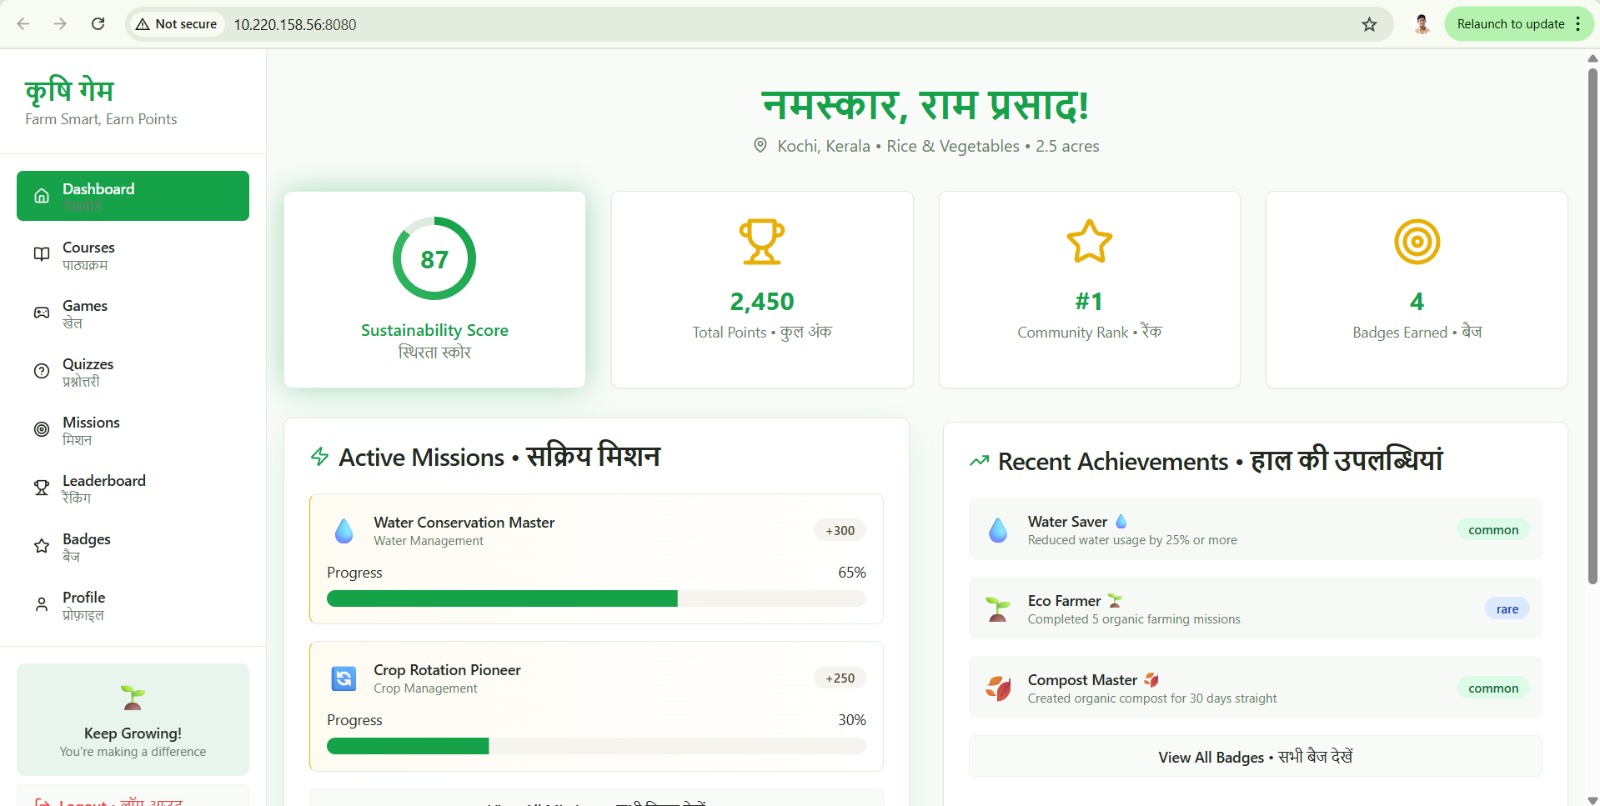 Not secure
10.220.158.56:8080
Relaunch to update
कृषि गेम
Farm Smart, Earn Points
Dashboard
Courses
पाठ्यक्रम
Games
खेल
Quizzes
प्रश्नोत्तरी
Missions
मिशन
Leaderboard
रैंकिंग
Badges
बैज
Profile
प्रोफ़ाइल
Keep Growing!
You're making a difference
Logout • लॉग आउट
नमस्कार, राम प्रसाद!
Kochi, Kerala • Rice & Vegetables • 2.5 acres
87
Sustainability Score
स्थिरता स्कोर
2,450
Total Points • कुल अंक
#1
Community Rank • रैंक
4
Badges Earned • बैज
Active Missions • सक्रिय मिशन
Water Conservation Master
Water Management
+300
Progress
65%
Crop Rotation Pioneer
Crop Management
+250
Progress
30%
Recent Achievements • हाल की उपलब्धियां
Water Saver
Reduced water usage by 25% or more
common
Eco Farmer
Completed 5 organic farming missions
rare
Compost Master
Created organic compost for 30 days straight
common
View All Badges • सभी बैज देखें